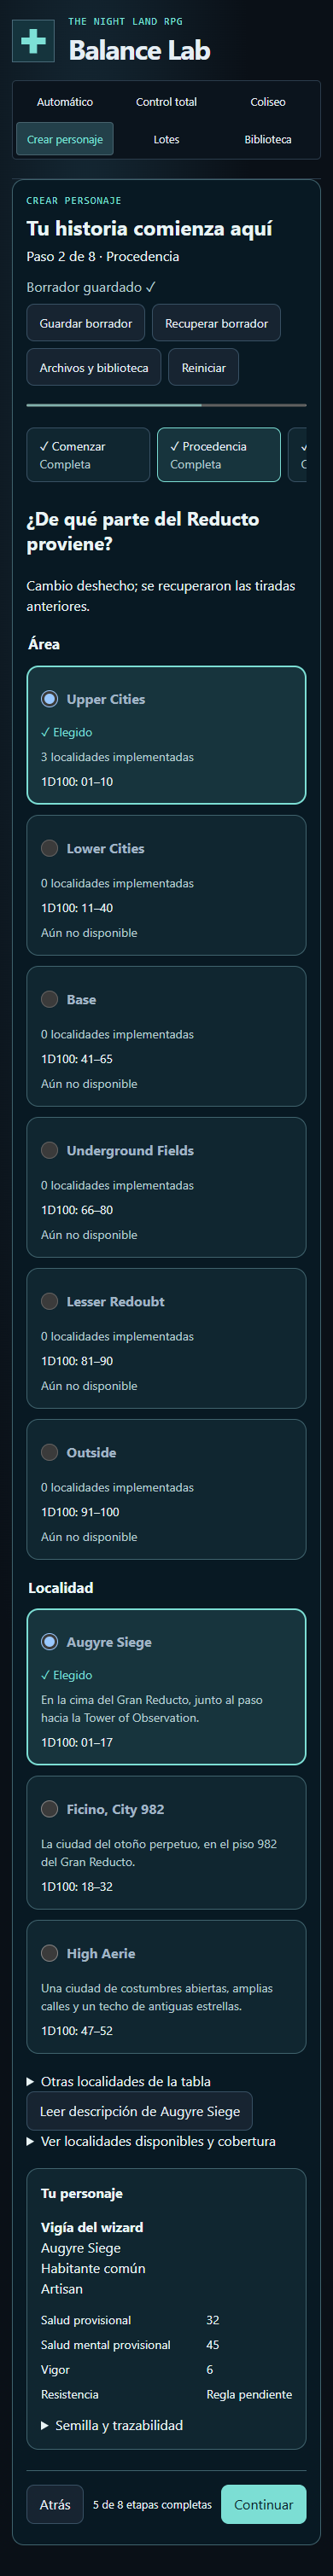 THE NIGHT LAND RPG
Balance Lab
Automático
Control total
Coliseo
Crear personaje
Lotes
Biblioteca
CREAR PERSONAJE
Tu historia comienza aquí
Paso 2 de 8 · Procedencia
Borrador guardado ✓
Guardar borrador
Recuperar borrador
Archivos y biblioteca
Reiniciar
✓ Comenzar
Completa
✓ Procedencia
Completa
✓
¿De qué parte del Reducto
proviene?
Cambio deshecho; se recuperaron las tiradas
anteriores.
Área
Upper Cities
✓ Elegido
3 localidades implementadas
1D100: 01–10
Lower Cities
0 localidades implementadas
1D100: 11–40
Aún no disponible
Base
0 localidades implementadas
1D100: 41–65
Aún no disponible
Underground Fields
0 localidades implementadas
1D100: 66–80
Aún no disponible
Lesser Redoubt
0 localidades implementadas
1D100: 81–90
Aún no disponible
Outside
0 localidades implementadas
1D100: 91–100
Aún no disponible
Localidad
Augyre Siege
✓ Elegido
En la cima del Gran Reducto, junto al paso
hacia la Tower of Observation.
1D100: 01–17
Ficino, City 982
La ciudad del otoño perpetuo, en el piso 982
del Gran Reducto.
1D100: 18–32
High Aerie
Una ciudad de costumbres abiertas, amplias
calles y un techo de antiguas estrellas.
1D100: 47–52
Otras localidades de la tabla
Leer descripción de Augyre Siege
Ver localidades disponibles y cobertura
Tu personaje
Vigía del wizard
Augyre Siege
Habitante común
Artisan
Salud provisional 32
Salud mental provisional 45
Vigor 6
Resistencia Regla pendiente
Semilla y trazabilidad
Atrás
5 de 8 etapas completas
Continuar